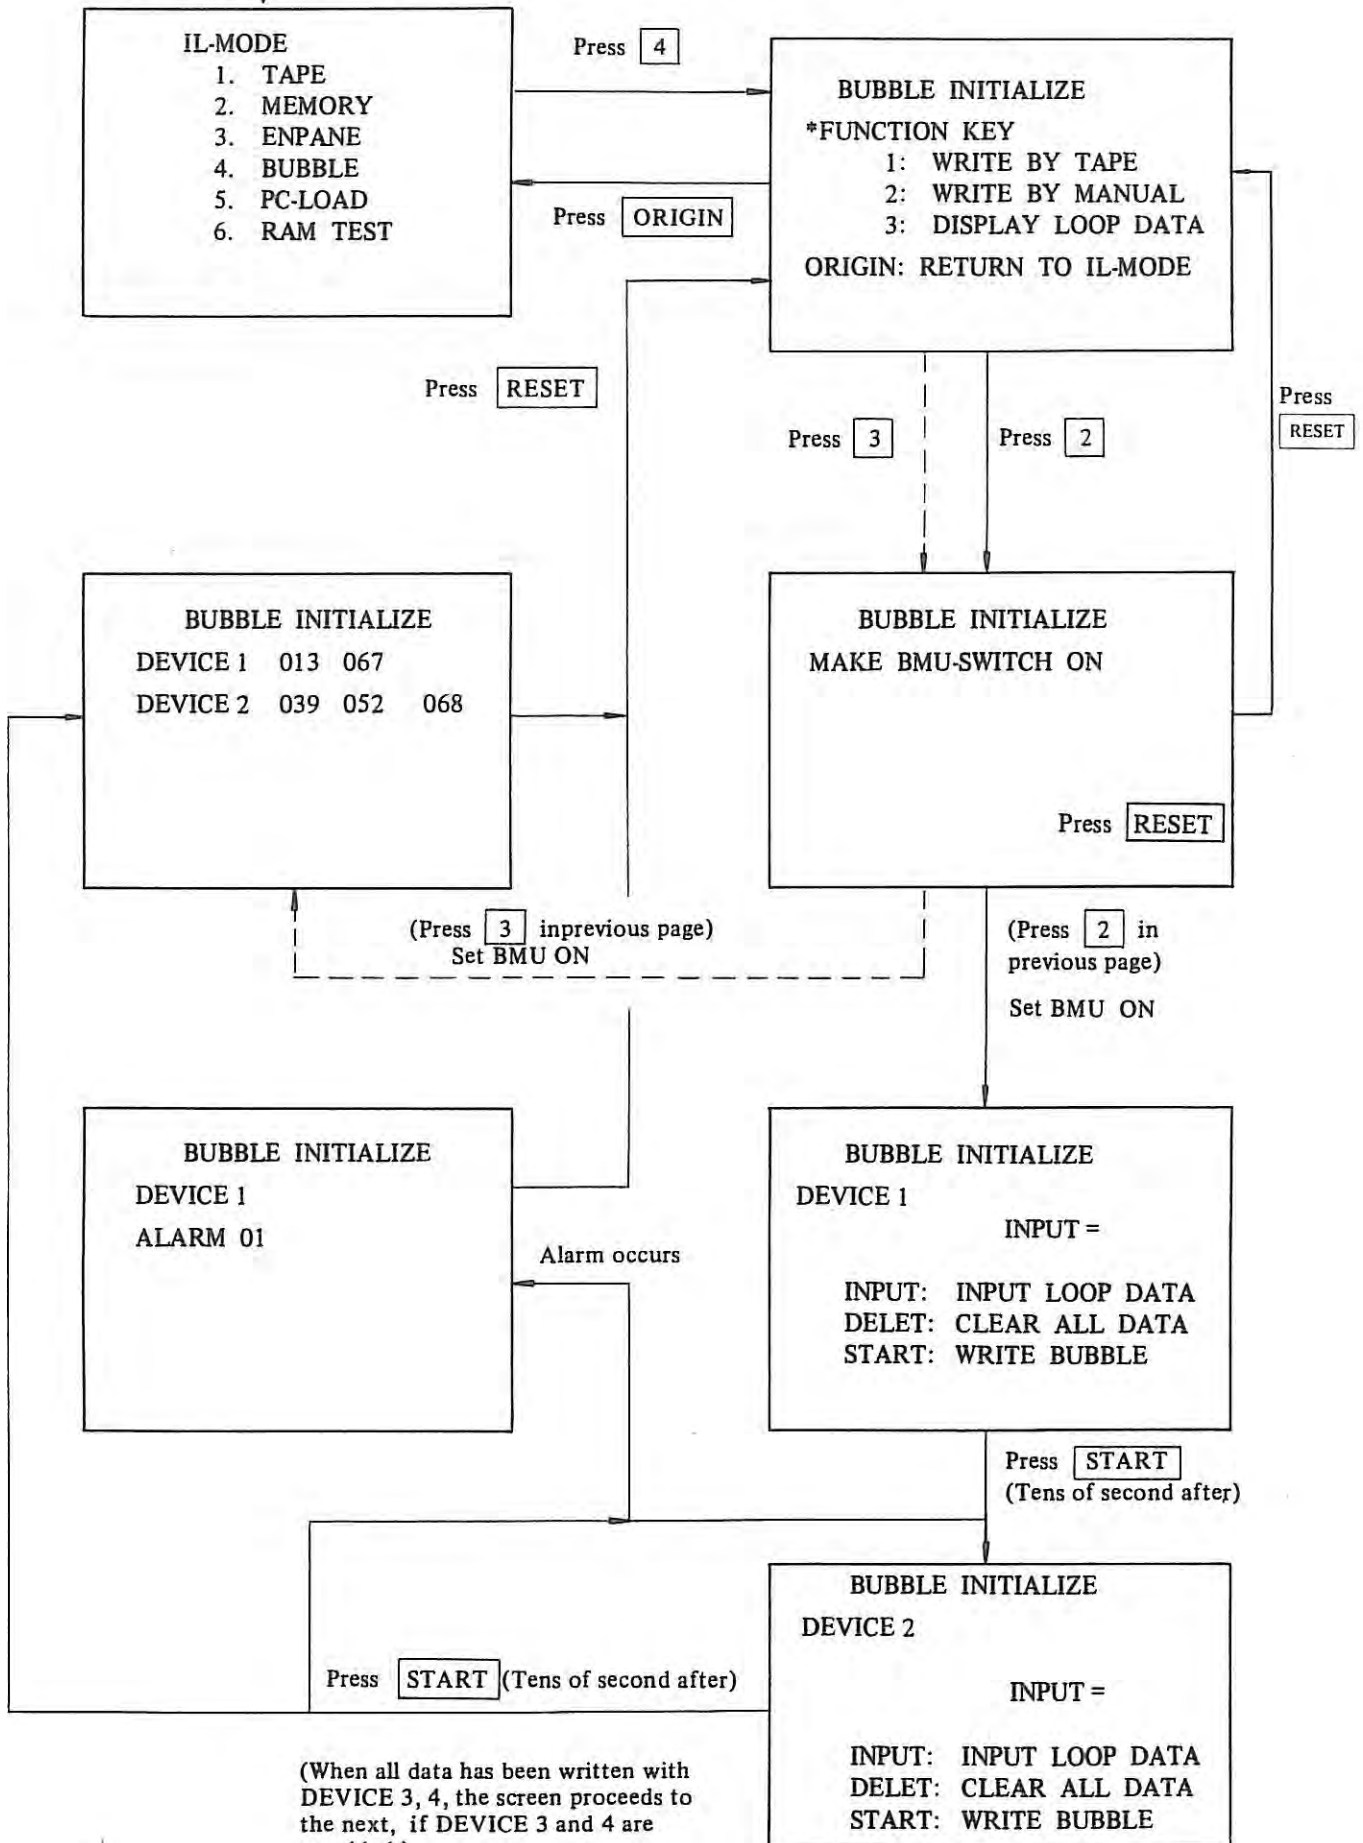 IL-MODE
1. TAPE
2. MEMORY
3. ENPANE
4. BUBBLE
5. PC-LOAD
6. RAM TEST
Press 4
Press ORIGIN
BUBBLE INITIALIZE
*FUNCTION KEY
1: WRITE BY TAPE
2: WRITE BY MANUAL
3: DISPLAY LOOP DATA
ORIGIN: RETURN TO IL-MODE
Press RESET
Press 3
Press 2
Press
RESET
BUBBLE INITIALIZE
DEVICE 1 013 067
DEVICE 2 039 052 068
BUBBLE INITIALIZE
MAKE BMU-SWITCH ON
Press RESET
(Press 3 inprevious page)
Set BMU ON
(Press 2 in
previous page)
Set BMU ON
BUBBLE INITIALIZE
DEVICE 1
ALARM 01
Alarm occurs
BUBBLE INITIALIZE
DEVICE 1
INPUT =
INPUT: INPUT LOOP DATA
DELET: CLEAR ALL DATA
START: WRITE BUBBLE
Press START
(Tens of second after)
Press START (Tens of second after)
BUBBLE INITIALIZE
DEVICE 2
INPUT =
INPUT: INPUT LOOP DATA
DELET: CLEAR ALL DATA
START: WRITE BUBBLE
(When all data has been written with
DEVICE 3, 4, the screen proceeds to
the next, if DEVICE 3 and 4 are